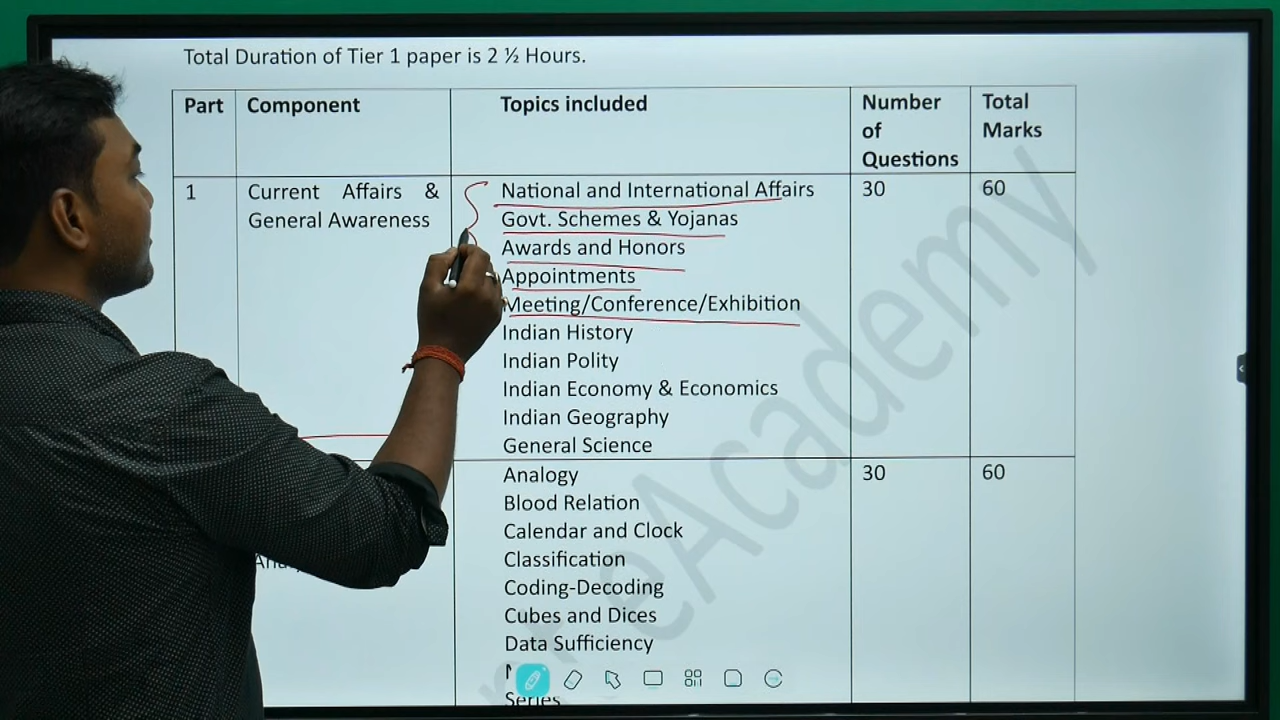 Total Duration of Tier 1 paper is 2 ½ Hours.
Part Component Topics included Number of Questions Total Marks
1 Current Affairs & General Awareness National and International Affairs 30 60
Govt. Schemes & Yojanas
Awards and Honors
Appointments
Meeting/Conference/Exhibition
Indian History
Indian Polity
Indian Economy & Economics
Indian Geography
General Science
Analogy 30 60
Blood Relation
Calendar and Clock
Classification
Coding-Decoding
Cubes and Dices
Data Sufficiency
Series
eAcademy